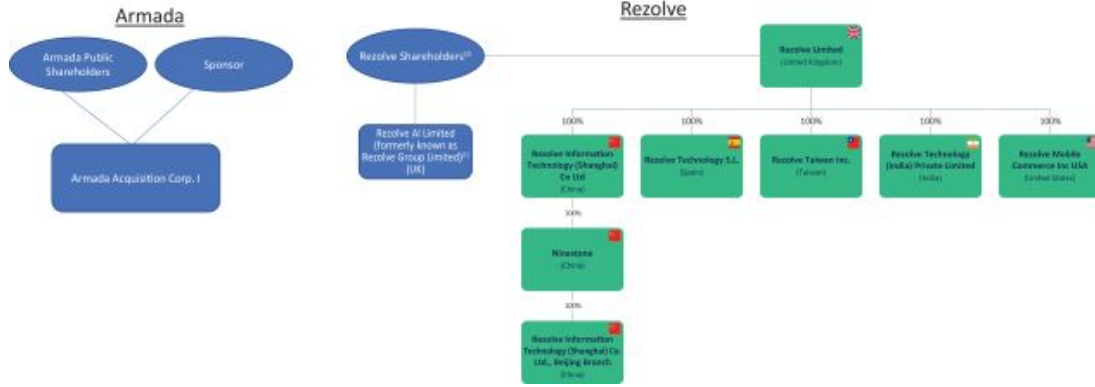 Armada
Rezolve
Armada Public
Shareholders
Sponsor
Armada Acquisition Corp. I
Rezolve Shareholders⁽²⁾
Rezolve AI Limited
(formerly known as
Rezolve Group Limited)⁽¹⁾
(UK)
Rezolve Limited
(United Kingdom)
100%
100%
100%
100%
100%
Rezolve Information
Technology (Shanghai)
Co Ltd
(China)
Rezolve Technology S.L.
(Spain)
Rezolve Taiwan Inc.
(Taiwan)
Rezolve Technology
(India) Private Limited
(India)
Rezolve Mobile
Commerce Inc USA
(United States)
100%
Ninestone
(China)
100%
Rezolve Information
Technology (Shanghai) Co.
Ltd., Beijing Branch
(China)